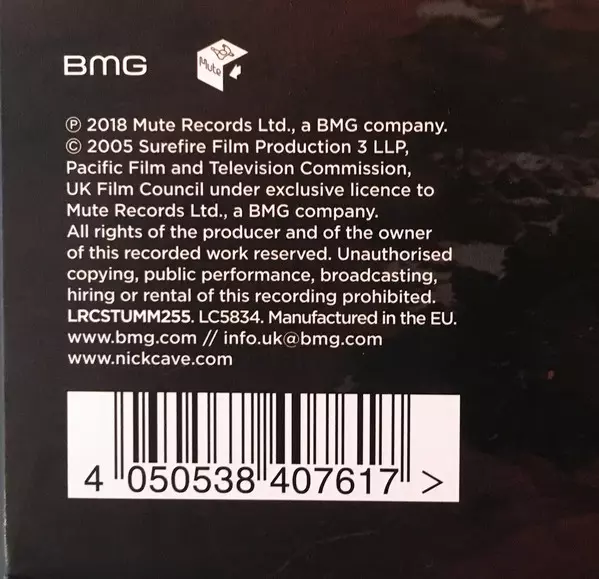 BMG
Mute
℗ 2018 Mute Records Ltd., a BMG company.
© 2005 Surefire Film Production 3 LLP,
Pacific Film and Television Commission,
UK Film Council under exclusive licence to
Mute Records Ltd., a BMG company.
All rights of the producer and of the owner
of this recorded work reserved. Unauthorised
copying, public performance, broadcasting,
hiring or rental of this recording prohibited.
LRCSTUMM255. LC5834. Manufactured in the EU.
www.bmg.com // info.uk@bmg.com
www.nickcave.com
4 050538 407617 >